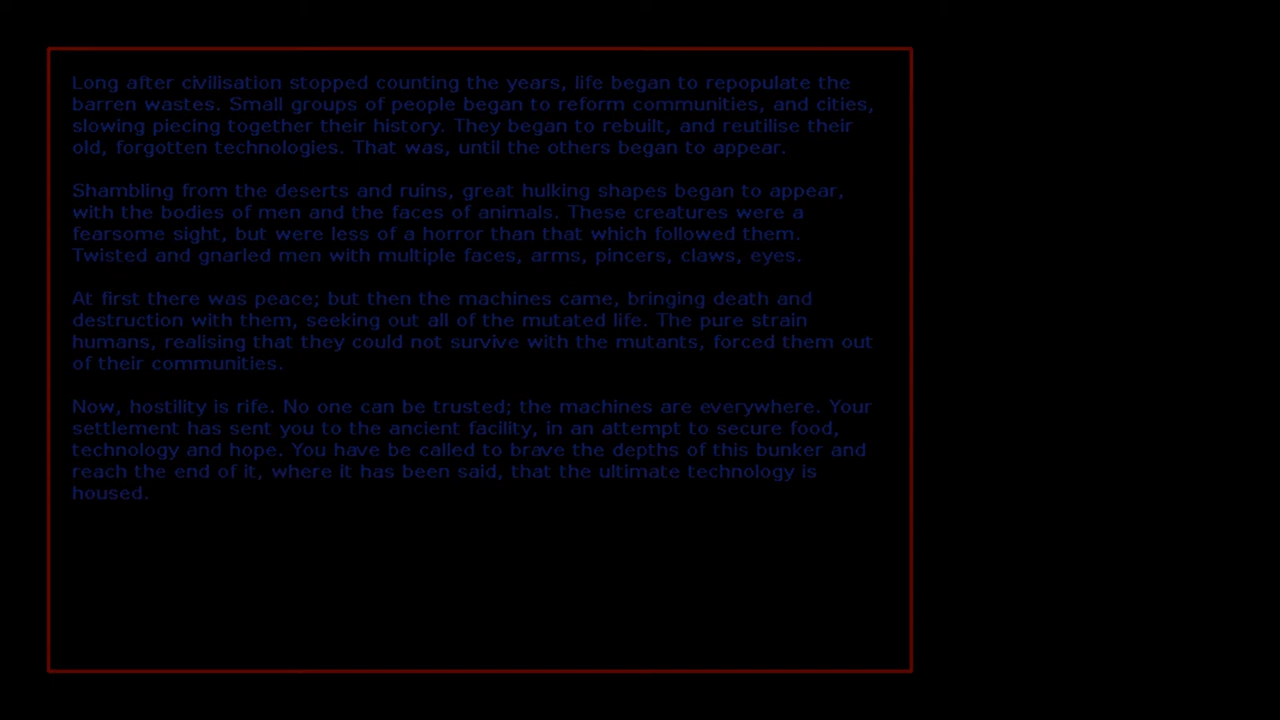 Long after civilisation stopped counting the years, life began to repopulate the
barren wastes. Small groups of people began to reform communities, and cities,
slowing piecing together their history. They began to rebuilt, and reutilise their
old, forgotten technologies. That was, until the others began to appear.
Shambling from the deserts and ruins, great hulking shapes began to appear,
with the bodies of men and the faces of animals. These creatures were a
fearsome sight, but were less of a horror than that which followed them.
Twisted and gnarled men with multiple faces, arms, pincers, claws, eyes.
At first there was peace; but then the machines came, bringing death and
destruction with them, seeking out all of the mutated life. The pure strain
humans, realising that they could not survive with the mutants, forced them out
of their communities.
Now, hostility is rife. No one can be trusted; the machines are everywhere. Your
settlement has sent you to the ancient facility, in an attempt to secure food,
technology and hope. You have be called to brave the depths of this bunker and
reach the end of it, where it has been said, that the ultimate technology is
housed.